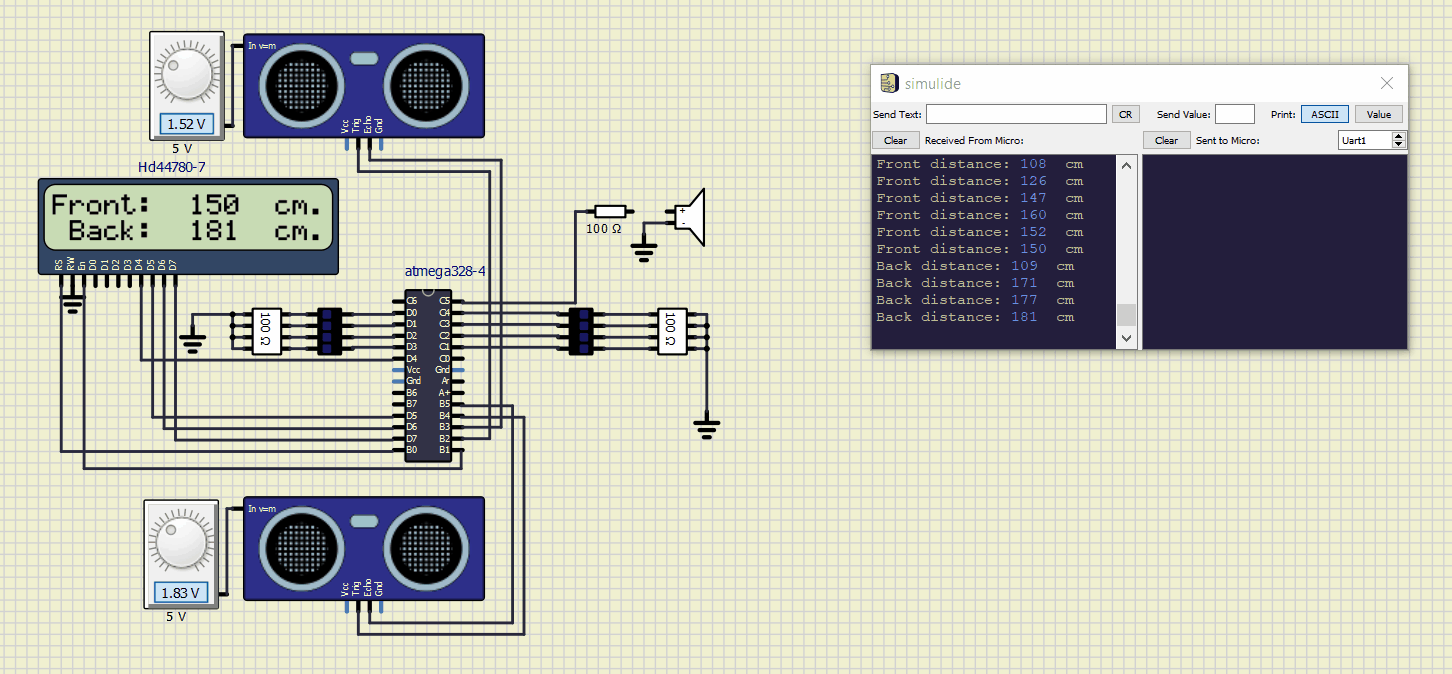 In v=m
1.52 V
5 V
Vcc
Trig
Echo
Gnd
Hd44780-7
Front: 150 cm.
Back: 181 cm.
RS
RW
En
D0
D1
D2
D3
D4
D5
D6
D7
100 Ω
atmega328-4
C6 C5
D0 C4
D1 C3
D2 C2
D3 C1
D4 C0
Vcc Gnd
Gnd Ar
B6 A+
B7 B5
D5 B4
D6 B3
D7 B2
B0 B1
100 Ω
100 Ω
+
-
In v=m
1.83 V
5 V
Vcc
Trig
Echo
Gnd
simulide
Send Text: CR Send Value: Print: ASCII Value
Clear Received From Micro: Clear Sent to Micro: Uart1
Front distance: 108 cm
Front distance: 126 cm
Front distance: 147 cm
Front distance: 160 cm
Front distance: 152 cm
Front distance: 150 cm
Back distance: 109 cm
Back distance: 171 cm
Back distance: 177 cm
Back distance: 181 cm